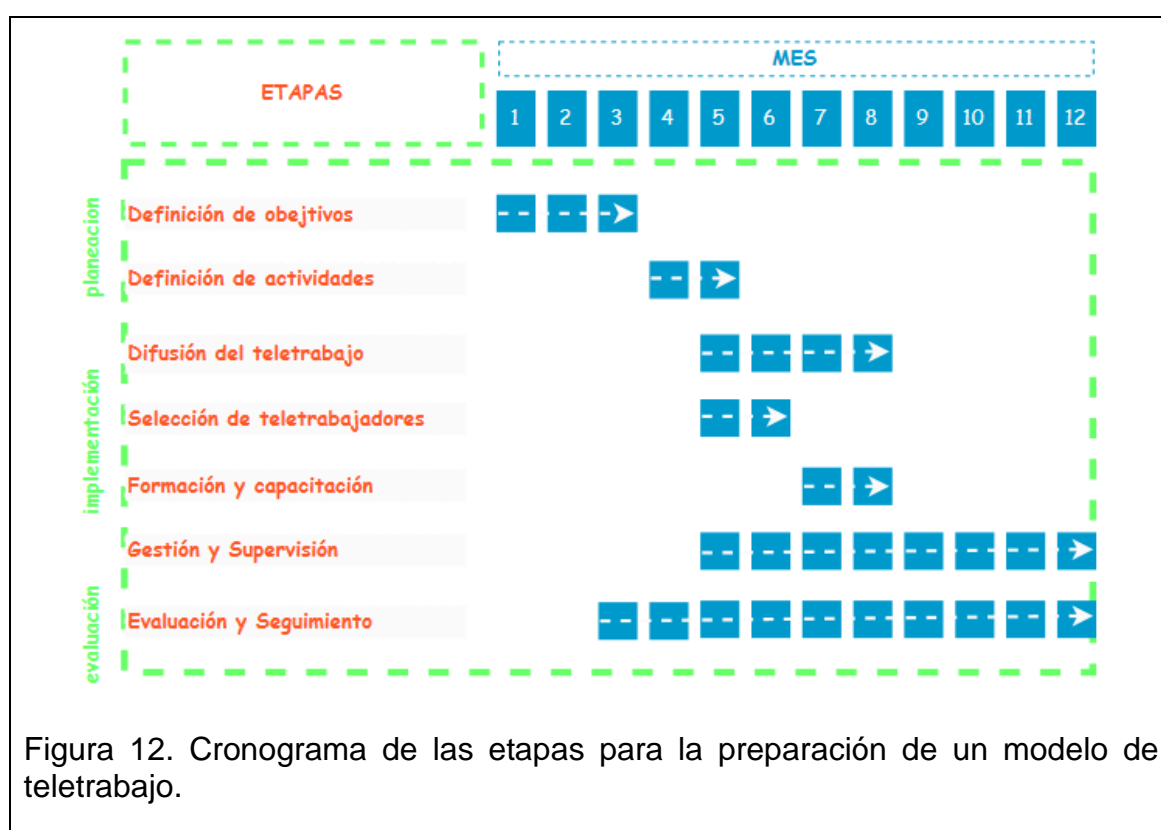 MES
ETAPAS
1 2 3 4 5 6 7 8 9 10 11 12
planeacion
Definición de obejtivos
Definición de actividades
implementación
Difusión del teletrabajo
Selección de teletrabajadores
Formación y capacitación
Gestión y Supervisión
evaluación
Evaluación y Seguimiento
Figura 12. Cronograma de las etapas para la preparación de un modelo de
teletrabajo.